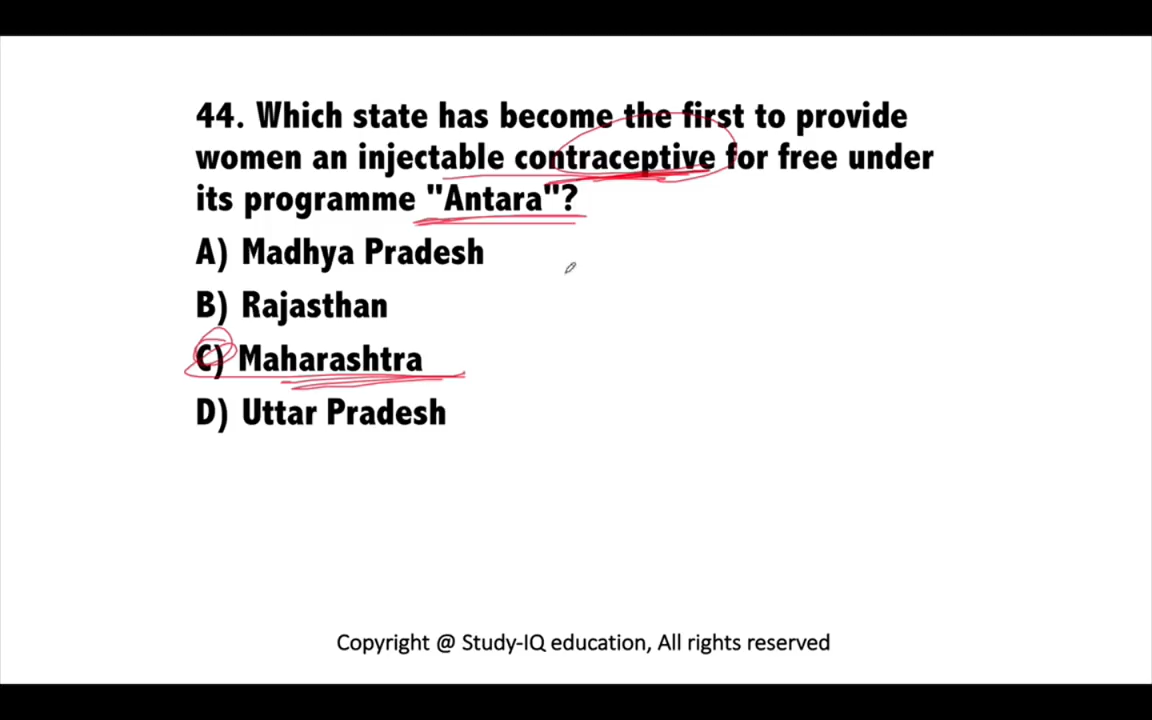 44. Which state has become the first to provide
women an injectable contraceptive for free under
its programme "Antara"?
A) Madhya Pradesh
B) Rajasthan
C) Maharashtra
D) Uttar Pradesh
Copyright @ Study-IQ education, All rights reserved